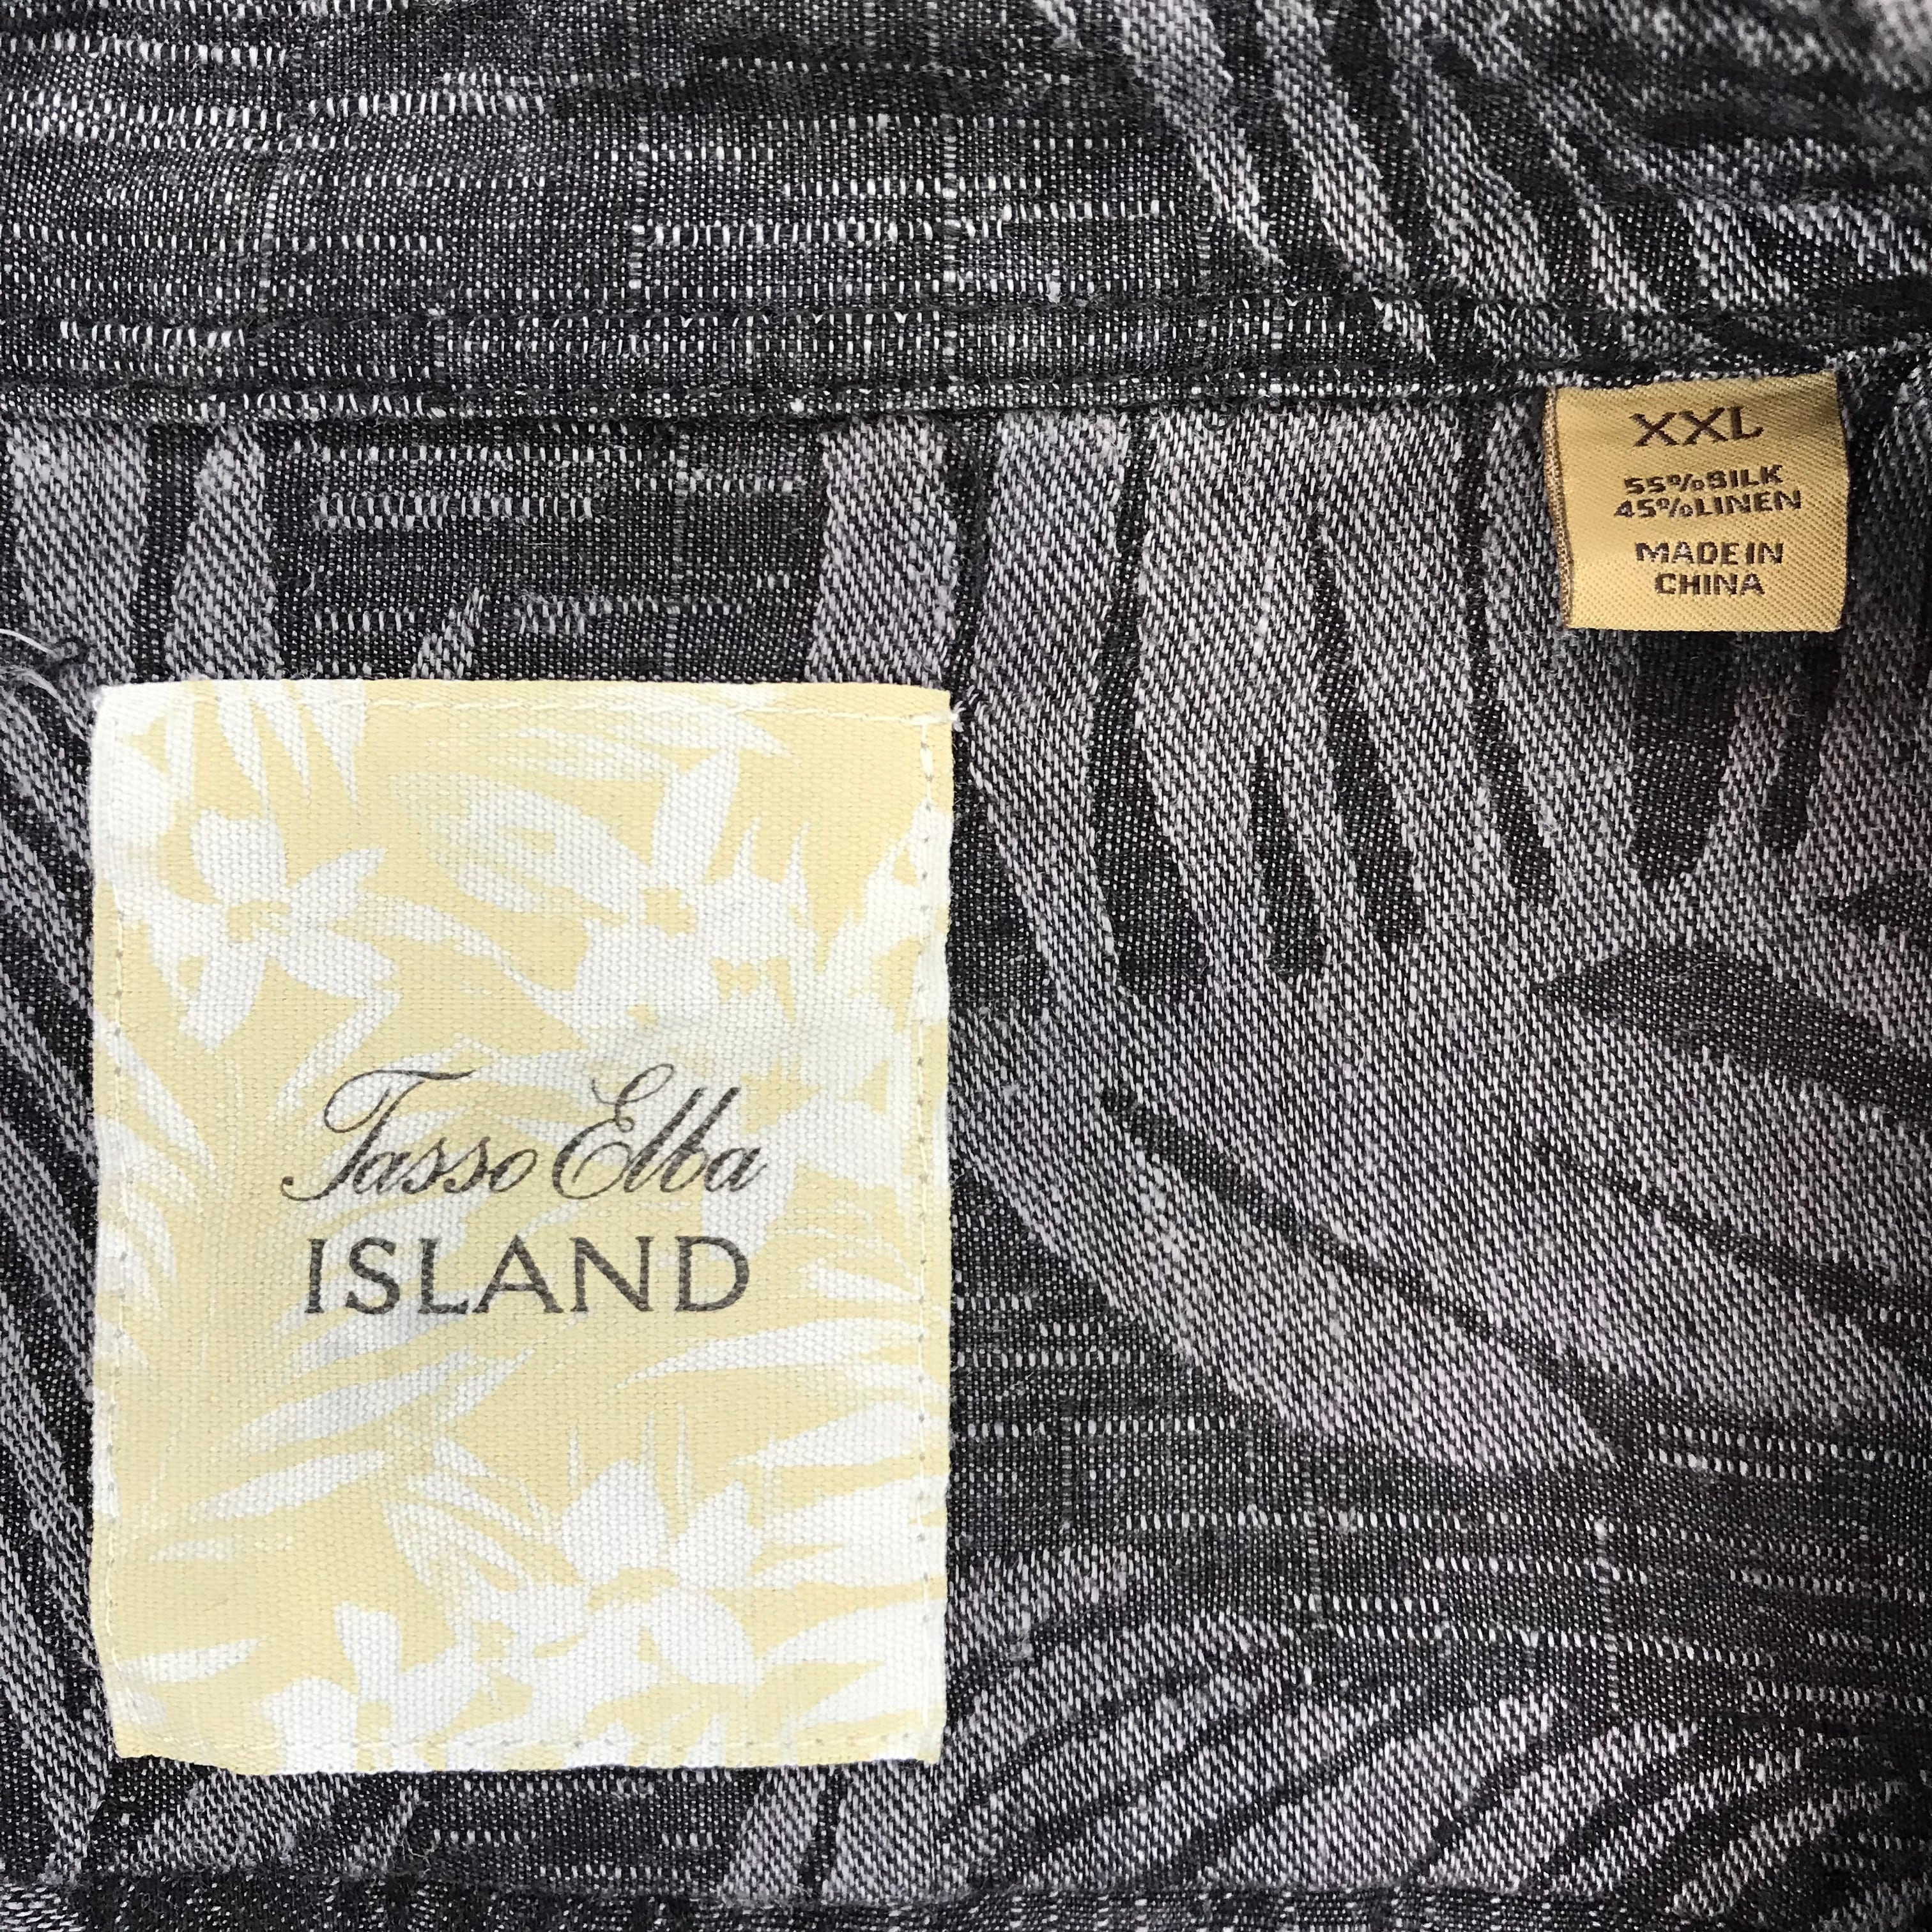 XXL
55%SILK
45%LINEN
MADE IN
CHINA
Tasso Elba
ISLAND